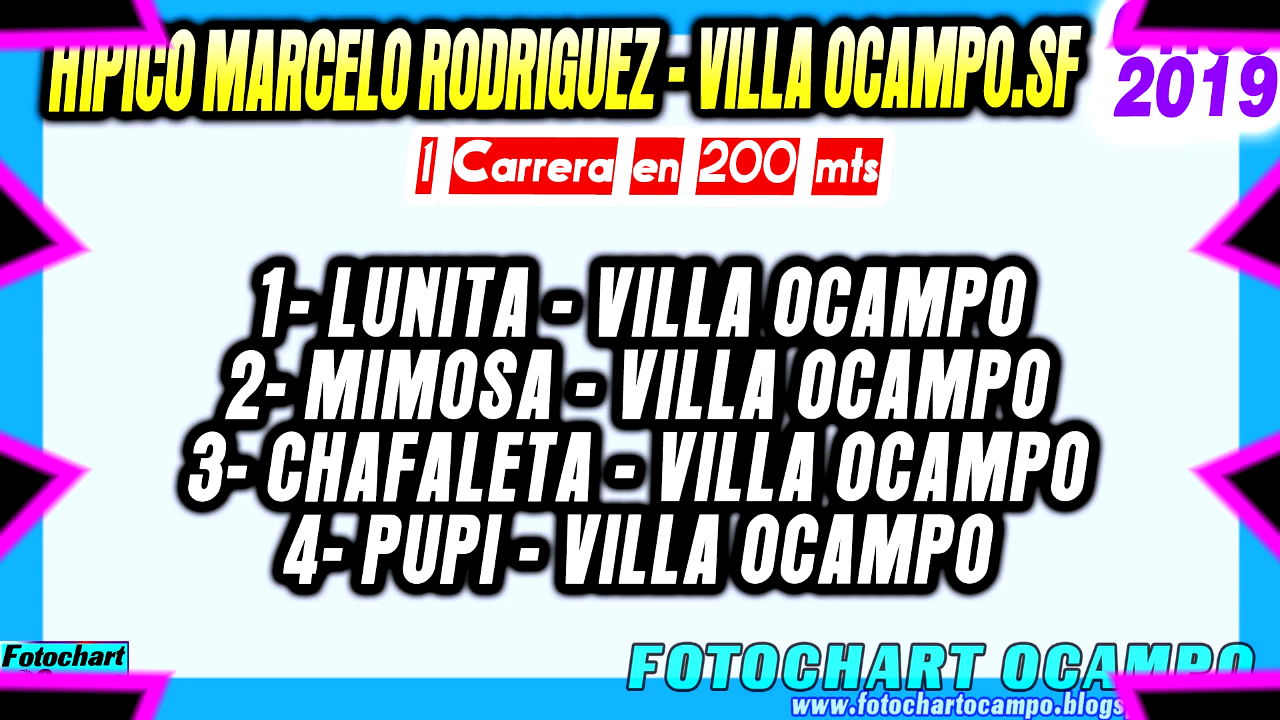 HIPICO MARCELO RODRIGUEZ - VILLA OCAMPO.SF
2019
1 Carrera en 200 mts
1- LUNITA - VILLA OCAMPO
2- MIMOSA - VILLA OCAMPO
3- CHAFALETA - VILLA OCAMPO
4- PUPI - VILLA OCAMPO
Fotochart
FOTOCHART OCAMPO
www.fotochartocampo.blogs